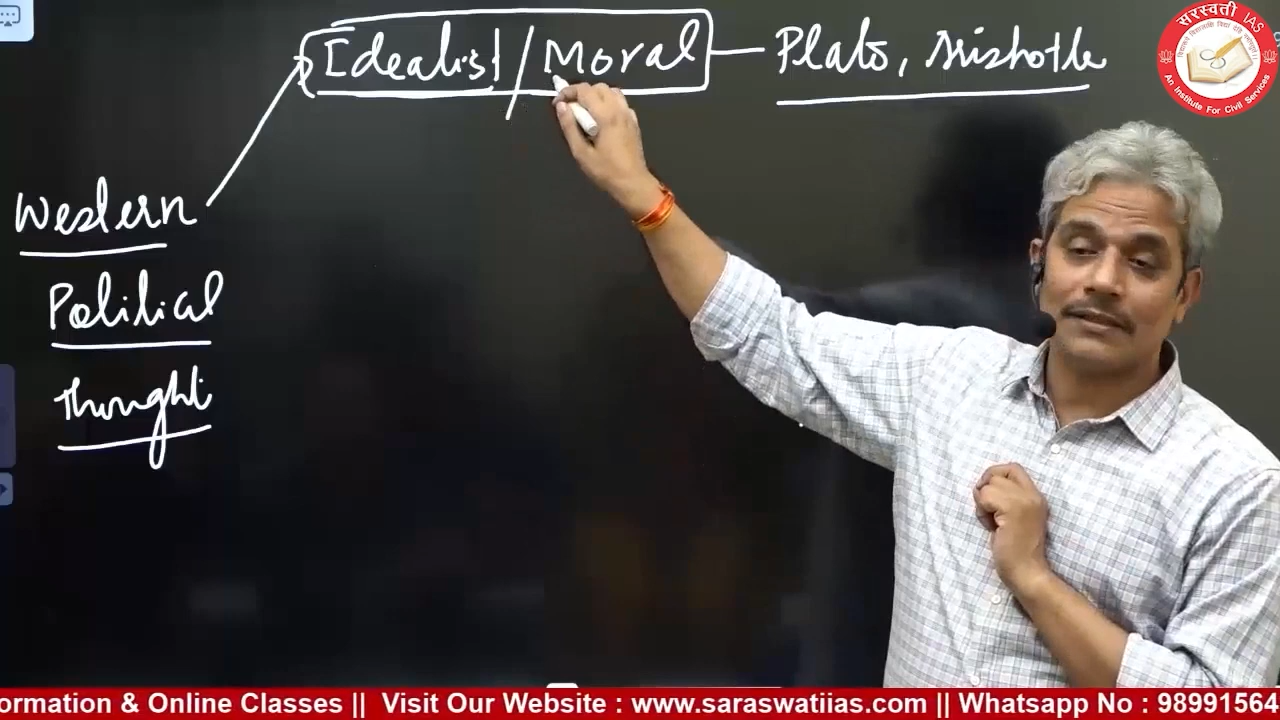 Idealist / Moral — Plato, Aristotle
Western
Political
Thought
सरस्वती IAS
An Institute For Civil Services
ormation & Online Classes || Visit Our Website : www.saraswatiias.com || Whatsapp No : 98991564